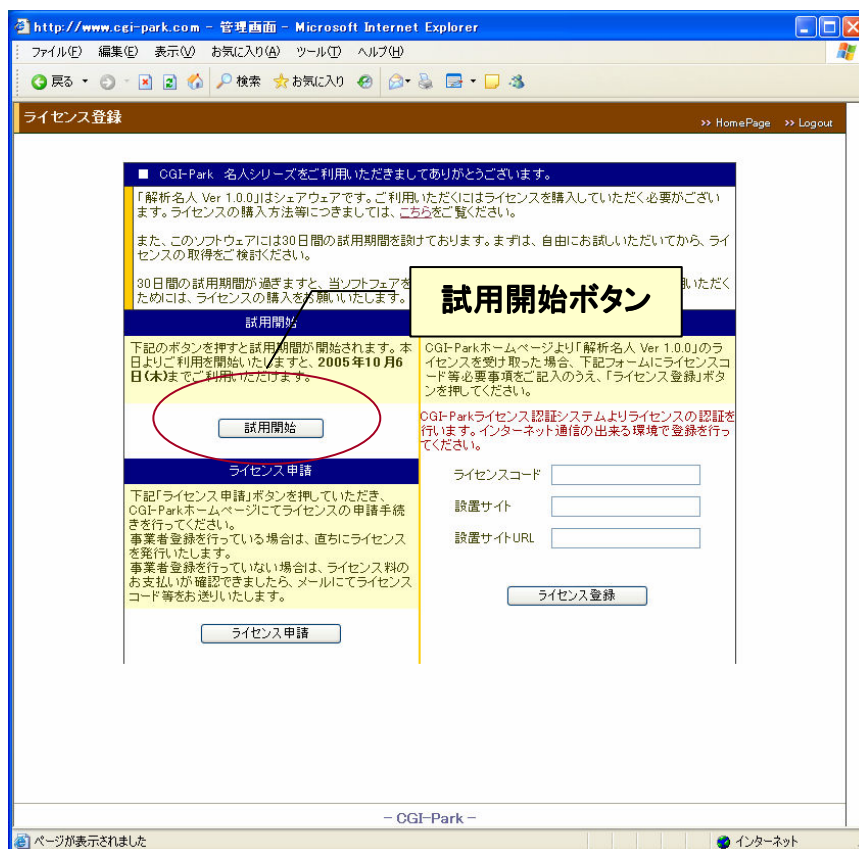 http://www.cgi-park.com - 管理画面 - Microsoft Internet Explorer
ファイル(F) 編集(E) 表示(V) お気に入り(A) ツール(T) ヘルプ(H)
戻る 検索 お気に入り
ライセンス登録
>> HomePage >> Logout
■ CGI-Park 名人シリーズをご利用いただきましてありがとうございます。
「解析名人 Ver 1.0.0」はシェアウェアです。ご利用いただくにはライセンスを購入していただく必要がござい
ます。ライセンスの購入方法等につきましては、こちらをご覧ください。
また、このソフトウェアには30日間の試用期間を設けております。まずは、自由にお試しいただいてから、ライ
センスの取得をご検討ください。
30日間の試用期間が過ぎますと、当ソフトウェアを
いただく
ためには、ライセンスの購入をお願いいたします。
試用開始ボタン
試用開始
下記のボタンを押すと試用期間が開始されます。本
日よりご利用を開始いたしますと、2005年10月6
日(木)までご利用いただけます。
試用開始
ライセンス申請
下記「ライセンス申請」ボタンを押していただき、
CGI-Parkホームページにてライセンスの申請手続
きを行ってください。
事業者登録を行っている場合は、直ちにライセンス
を発行いたします。
事業者登録を行っていない場合は、ライセンス料の
お支払いが確認できましたら、メールにてライセンス
コード等をお送りいたします。
ライセンス申請
CGI-Parkホームページより「解析名人 Ver 1.0.0」のラ
イセンスを受け取った場合、下記フォームにライセンスコ
ード等必要事項をご記入のうえ、「ライセンス登録」ボタ
ンを押してください。
CGI-Parkライセンス認証システムよりライセンスの認証を
行います。インターネット通信の出来る環境で登録を行っ
てください。
ライセンスコード
設置サイト
設置サイトURL
ライセンス登録
- CGI-Park -
ページが表示されました
インターネット